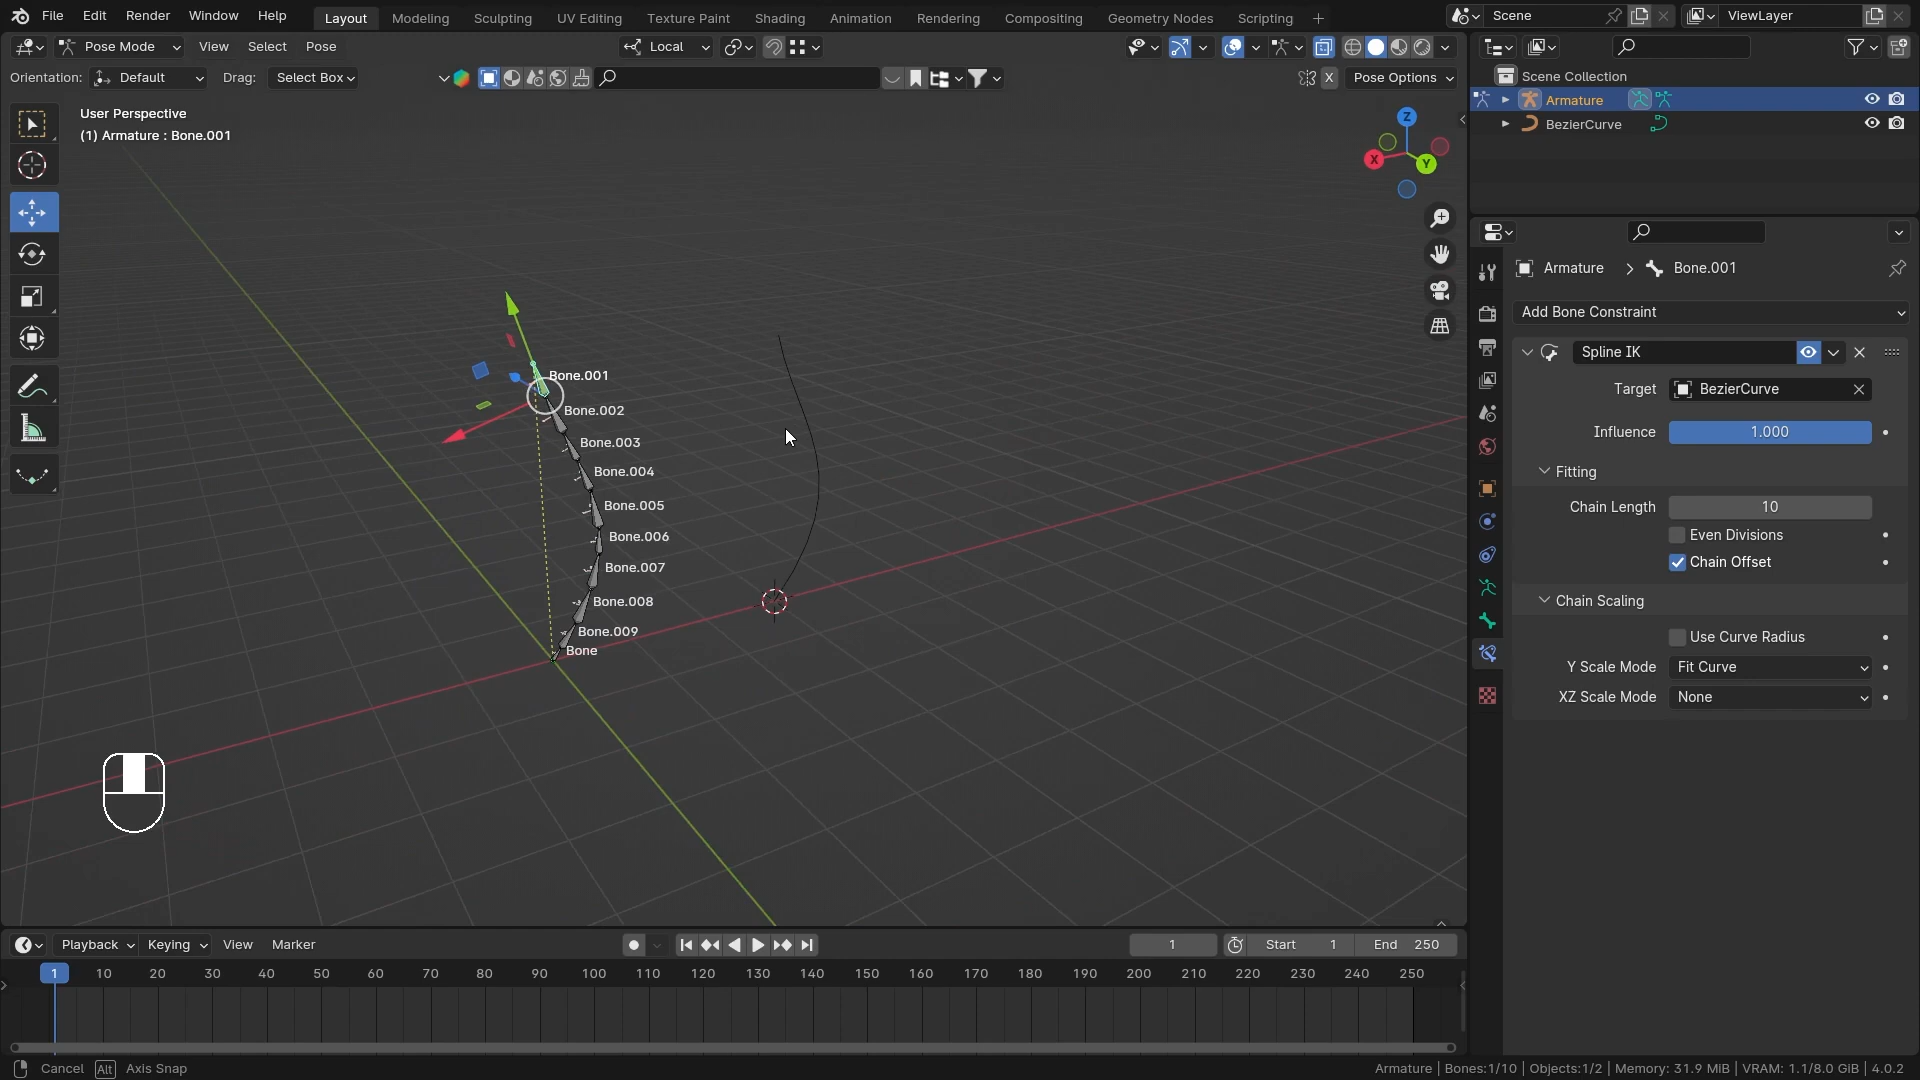 File Edit Render Window Help Layout Modeling Sculpting UV Editing Texture Paint Shading Animation Rendering Compositing Geometry Nodes Scripting + Scene ViewLayer
Pose Mode View Select Pose Local
Orientation: Default Drag: Select Box X Pose Options
User Perspective
(1) Armature : Bone.001
Z
X
Y
Bone.001
Bone.002
Bone.003
Bone.004
Bone.005
Bone.006
Bone.007
Bone.008
Bone.009
Bone
Scene Collection
Armature
BezierCurve
Armature > Bone.001
Add Bone Constraint
Spline IK
Target BezierCurve
Influence 1.000
Fitting
Chain Length 10
Even Divisions
Chain Offset
Chain Scaling
Use Curve Radius
Y Scale Mode Fit Curve
XZ Scale Mode None
Playback Keying View Marker 1 Start 1 End 250
1 10 20 30 40 50 60 70 80 90 100 110 120 130 140 150 160 170 180 190 200 210 220 230 240 250
Cancel Alt Axis Snap Armature | Bones:1/10 | Objects:1/2 | Memory: 31.9 MiB | VRAM: 1.1/8.0 GiB | 4.0.2